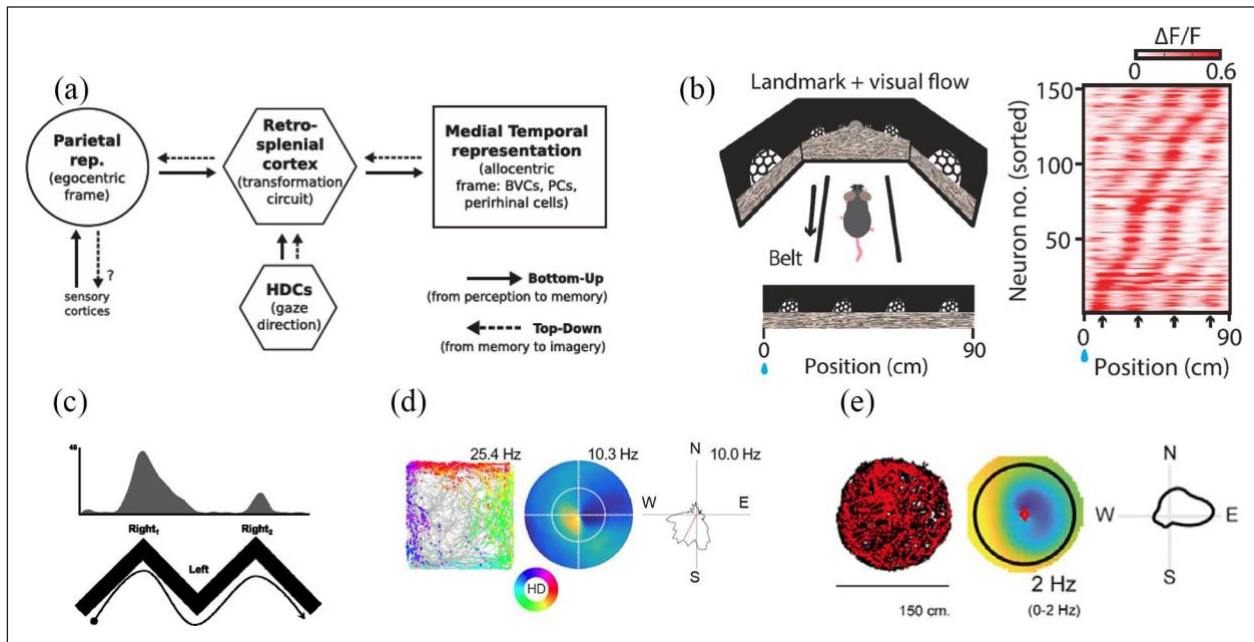 (a)
Parietal
rep.
(egocentric
frame)
Retro-
splenial
cortex
(transformation
circuit)
Medial Temporal
representation
(allocentric
frame: BVCs, PCs,
perirhinal cells)
?
sensory
cortices
HDCs
(gaze
direction)
Bottom-Up
(from perception to memory)
Top-Down
(from memory to imagery)
(b)
Landmark + visual flow
Belt
0
90
Position (cm)
ΔF/F
0
0.6
Neuron no. (sorted)
150
100
50
0
90
Position (cm)
(c)
Right₁
Right₂
Left
(d)
25.4 Hz
10.3 Hz
10.0 Hz
HD
N
W
E
S
(e)
150 cm.
2 Hz
(0-2 Hz)
N
W
E
S